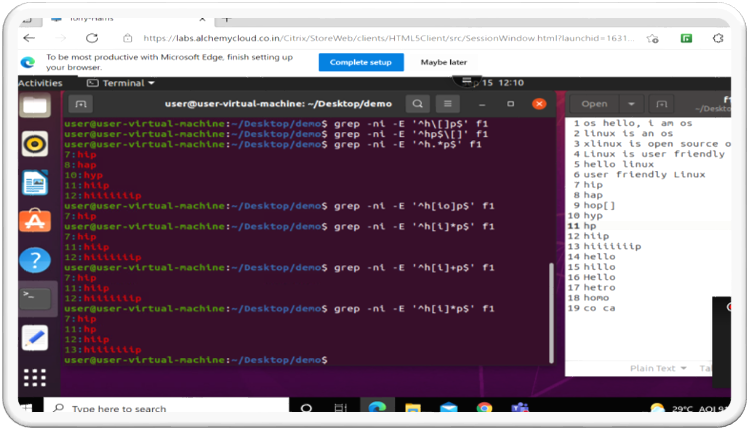 https://labs.alchemycloud.co.in/Citrix/StoreWeb/clients/HTML5Client/src/SessionWindow.html?launchid=1631...
To be most productive with Microsoft Edge, finish setting up
your browser.
Complete setup
Maybe later
Activities
Terminal
15 12:10
user@user-virtual-machine: ~/Desktop/demo
user@user-virtual-machine:~/Desktop/demo$ grep -ni -E '^h\[]p$' f1
user@user-virtual-machine:~/Desktop/demo$ grep -ni -E '^hp$\[]' f1
user@user-virtual-machine:~/Desktop/demo$ grep -ni -E '^h.*p$' f1
7:hip
8:hap
10:hyp
11:hiip
12:hiiiiiip
user@user-virtual-machine:~/Desktop/demo$ grep -ni -E '^h[io]p$' f1
7:hip
user@user-virtual-machine:~/Desktop/demo$ grep -ni -E '^h[i]*p$' f1
7:hip
11:hiip
12:hiiiiiip
user@user-virtual-machine:~/Desktop/demo$ grep -ni -E '^h[i]+p$' f1
7:hip
11:hiip
12:hiiiiiip
user@user-virtual-machine:~/Desktop/demo$ grep -ni -E '^h[i]*p$' f1
7:hip
11:hp
12:hiip
13:hiiiiiip
user@user-virtual-machine:~/Desktop/demo$
Open
~/Deskto
1 os hello, i am os
2 linux is an os
3 xlinux is open source o
4 Linux is user friendly
5 hello linux
6 user friendly Linux
7 hip
8 hap
9 hop[]
10 hyp
11 hp
12 hiip
13 hiiiiiip
14 hello
15 hillo
16 Hello
17 hetro
18 homo
19 co ca
Plain Text
Ta
Type here to search
29°C AQI 9